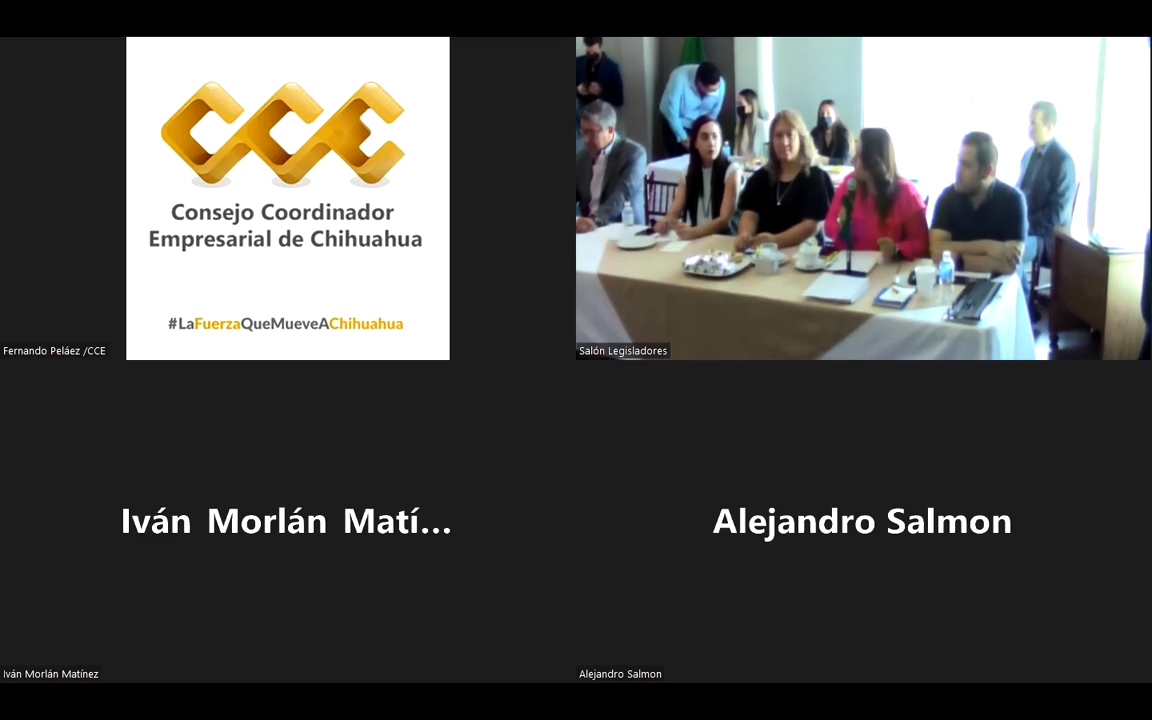 CCE
Consejo Coordinador
Empresarial de Chihuahua
#LaFuerzaQueMueveAChihuahua
Fernando Peláez /CCE
Salón Legisladores
Iván Morlán Matí...
Alejandro Salmon
Iván Morlán Matínez
Alejandro Salmon